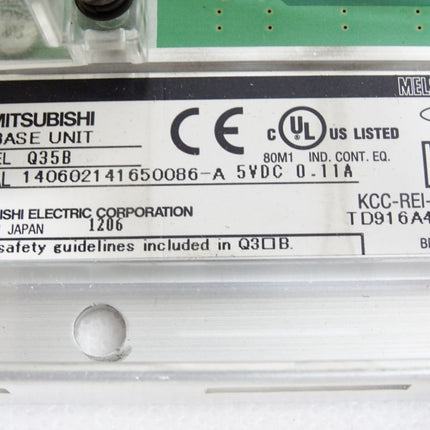 MELS
MITSUBISHI
BASE UNIT
EL Q35B
AL 140602141650086-A 5VDC 0.11A
CE
C UL US LISTED
80M1 IND. CONT. EQ.
KCC-REI-
TD916A4
ISHI ELECTRIC CORPORATION
JAPAN 1206
safety guidelines included in Q3□B.